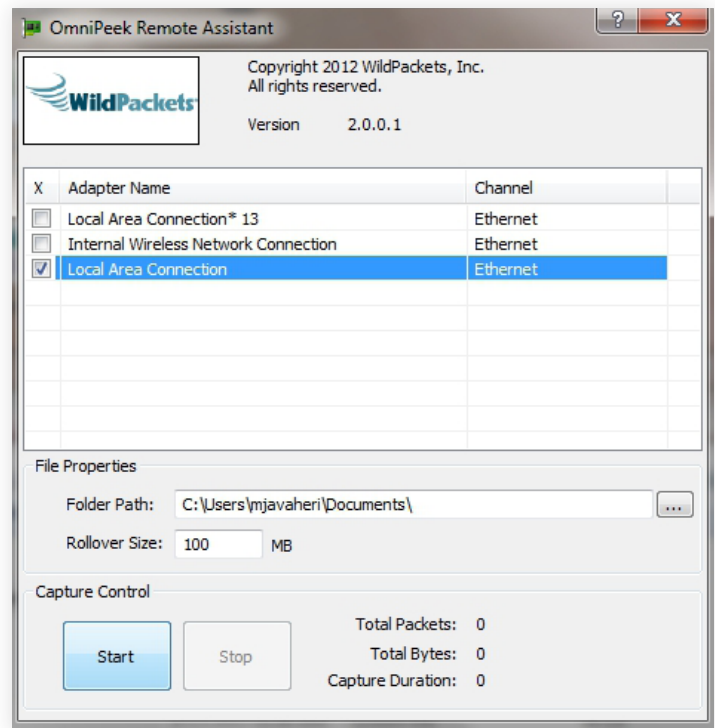 OmniPeek Remote Assistant
?
X
WildPackets
Copyright 2012 WildPackets, Inc.
All rights reserved.
Version 2.0.0.1
X Adapter Name Channel
Local Area Connection* 13 Ethernet
Internal Wireless Network Connection Ethernet
Local Area Connection Ethernet
File Properties
Folder Path: C:\Users\mjavaheri\Documents\ ...
Rollover Size: 100 MB
Capture Control
Start Stop
Total Packets: 0
Total Bytes: 0
Capture Duration: 0